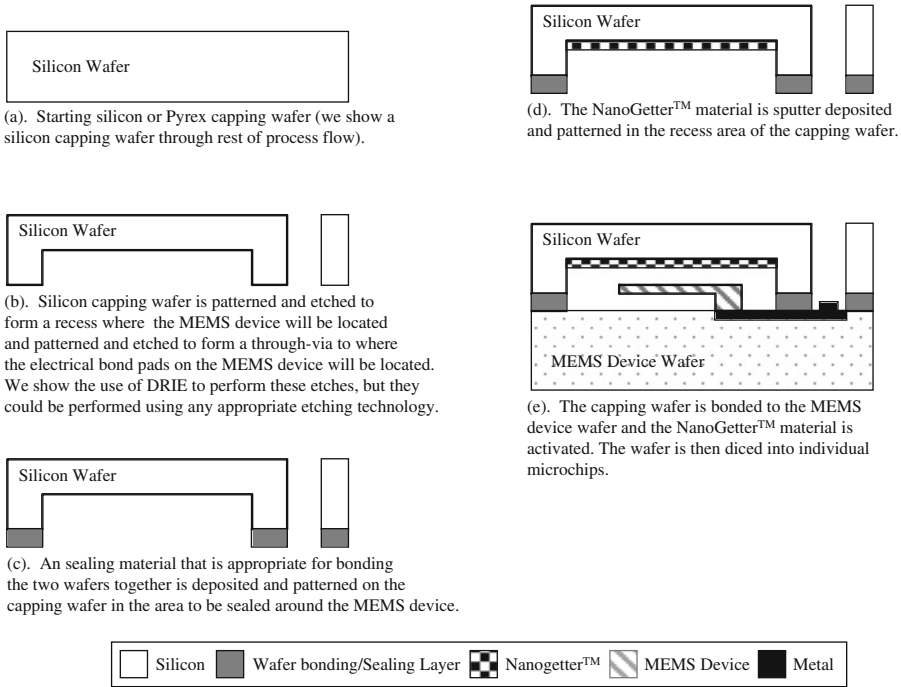 Silicon Wafer
(a). Starting silicon or Pyrex capping wafer (we show a
silicon capping wafer through rest of process flow).
Silicon Wafer
(b). Silicon capping wafer is patterned and etched to
form a recess where the MEMS device will be located
and patterned and etched to form a through-via to where
the electrical bond pads on the MEMS device will be located.
We show the use of DRIE to perform these etches, but they
could be performed using any appropriate etching technology.
Silicon Wafer
(c). An sealing material that is appropriate for bonding
the two wafers together is deposited and patterned on the
capping wafer in the area to be sealed around the MEMS device.
Silicon Wafer
(d). The NanoGetter™ material is sputter deposited
and patterned in the recess area of the capping wafer.
Silicon Wafer
MEMS Device Wafer
(e). The capping wafer is bonded to the MEMS
device wafer and the NanoGetter™ material is
activated. The wafer is then diced into individual
microchips.
Silicon Wafer bonding/Sealing Layer Nanogetter™ MEMS Device Metal